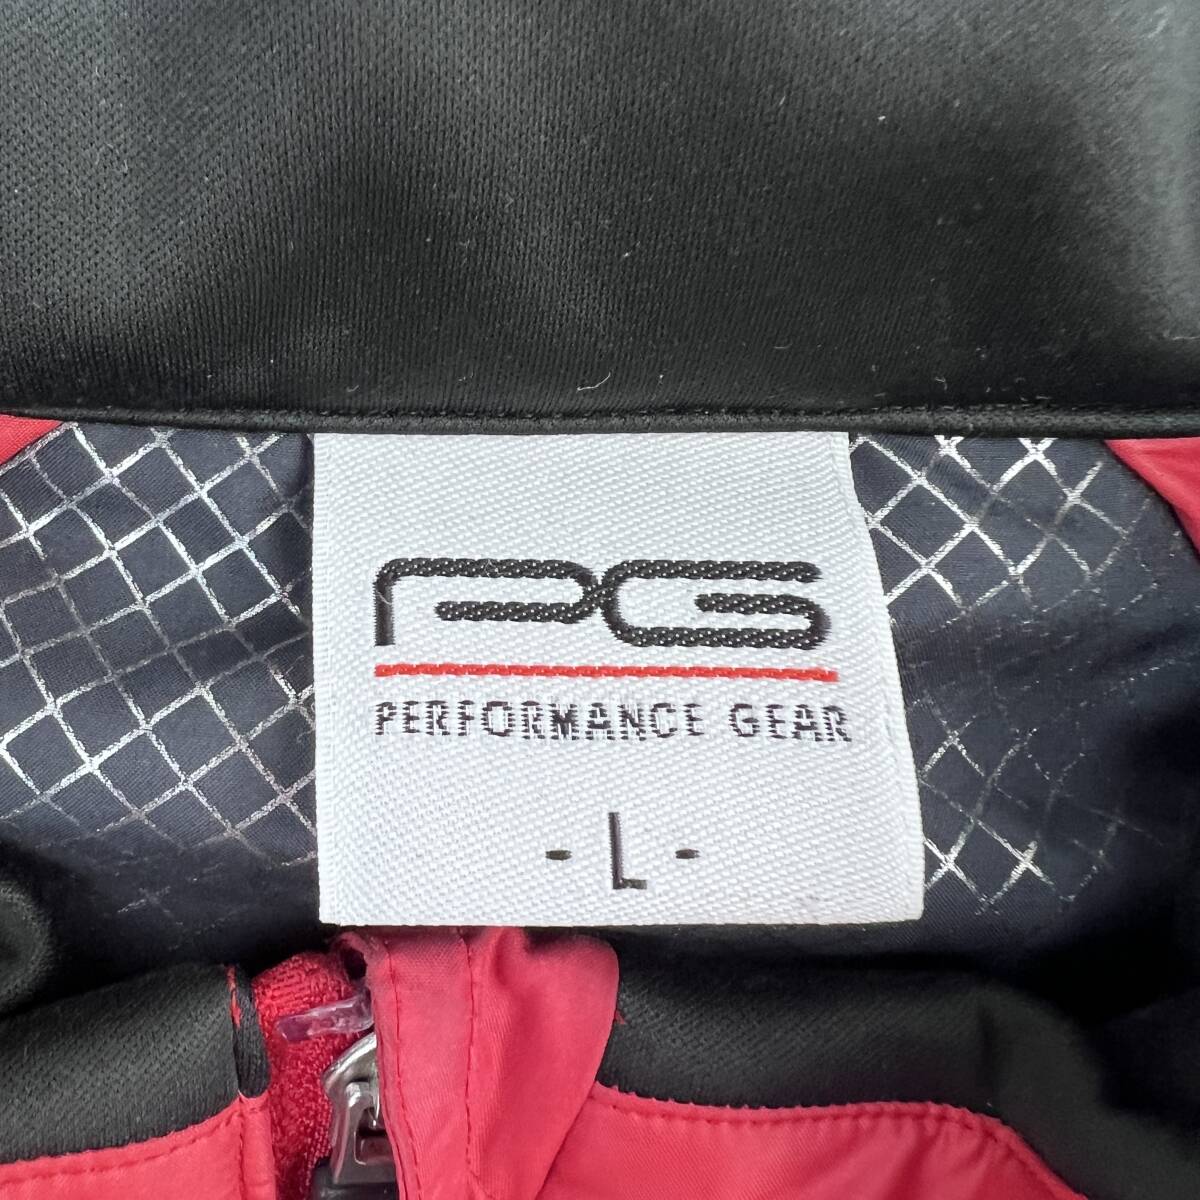 PG
PERFORMANCE GEAR
- L -